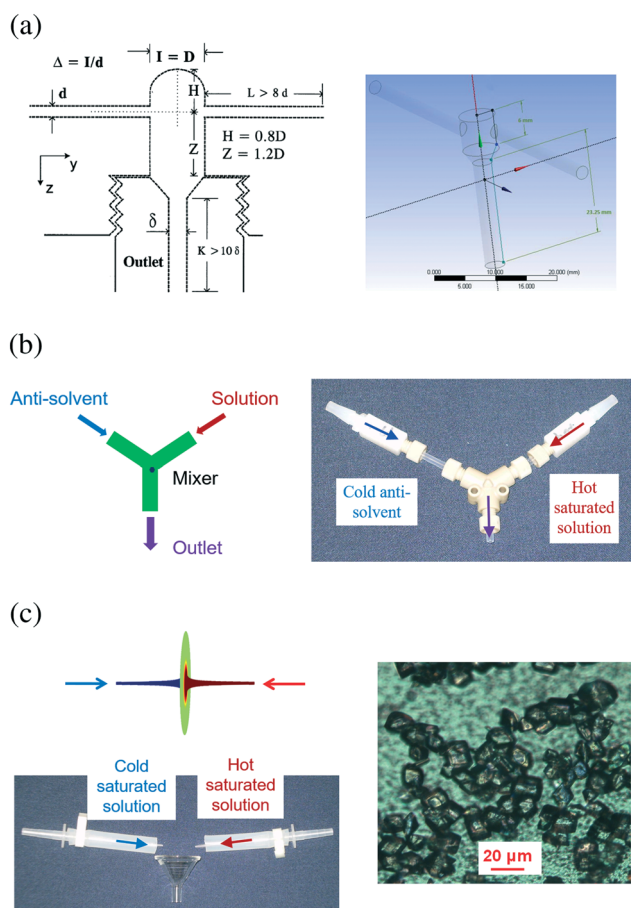 (a)
Δ = I/d
I = D
H
L > 8 d
d
y
z
Z
H = 0.8D
Z = 1.2D
δ
K > 10 δ
Outlet
6 mm
23.25 mm
0.000
10.000
20.000 (mm)
5.000
15.000
(b)
Anti-solvent
Solution
Mixer
Outlet
Cold anti-
solvent
Hot
saturated
solution
(c)
Cold
saturated
solution
Hot
saturated
solution
20 µm